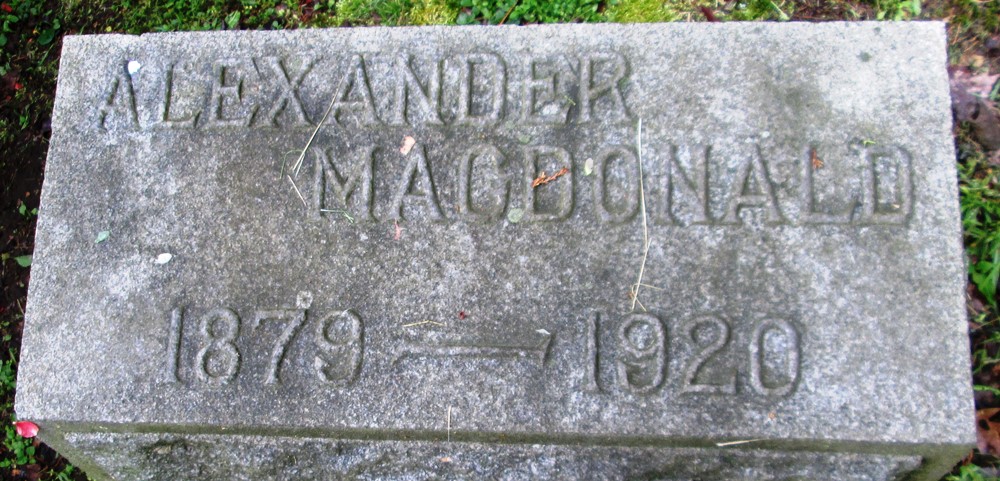 ALEXANDER
MACDONALD
1879 — 1920